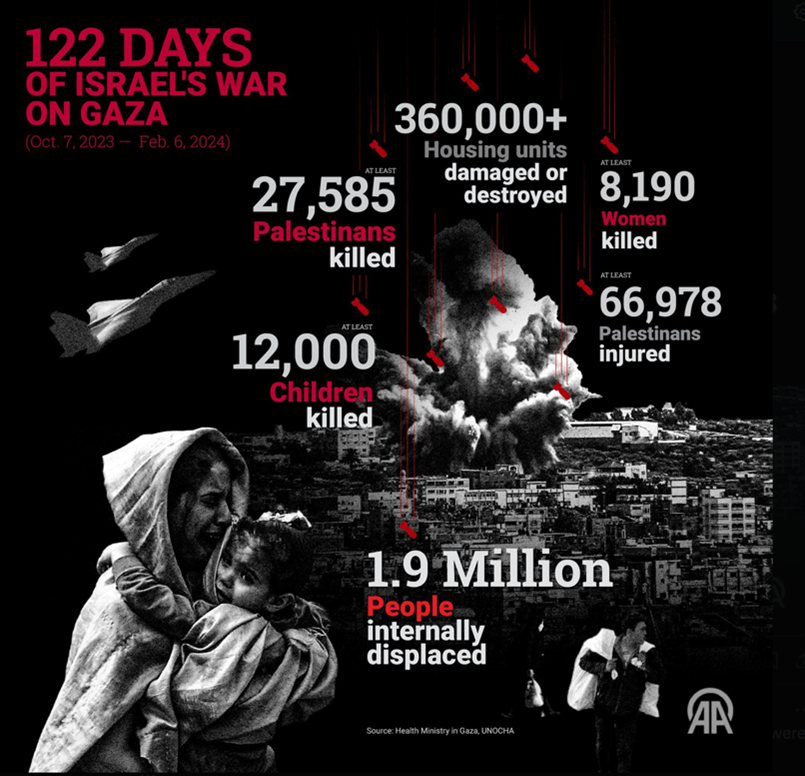 122 DAYS
OF ISRAEL'S WAR
ON GAZA
(Oct. 7, 2023 — Feb. 6, 2024)
360,000+
Housing units
damaged or
destroyed
AT LEAST
27,585
Palestinans
killed
AT LEAST
8,190
Women
killed
AT LEAST
66,978
Palestinans
injured
AT LEAST
12,000
Children
killed
1.9 Million
People
internally
displaced
Source: Health Ministry in Gaza, UNOCHA
AA